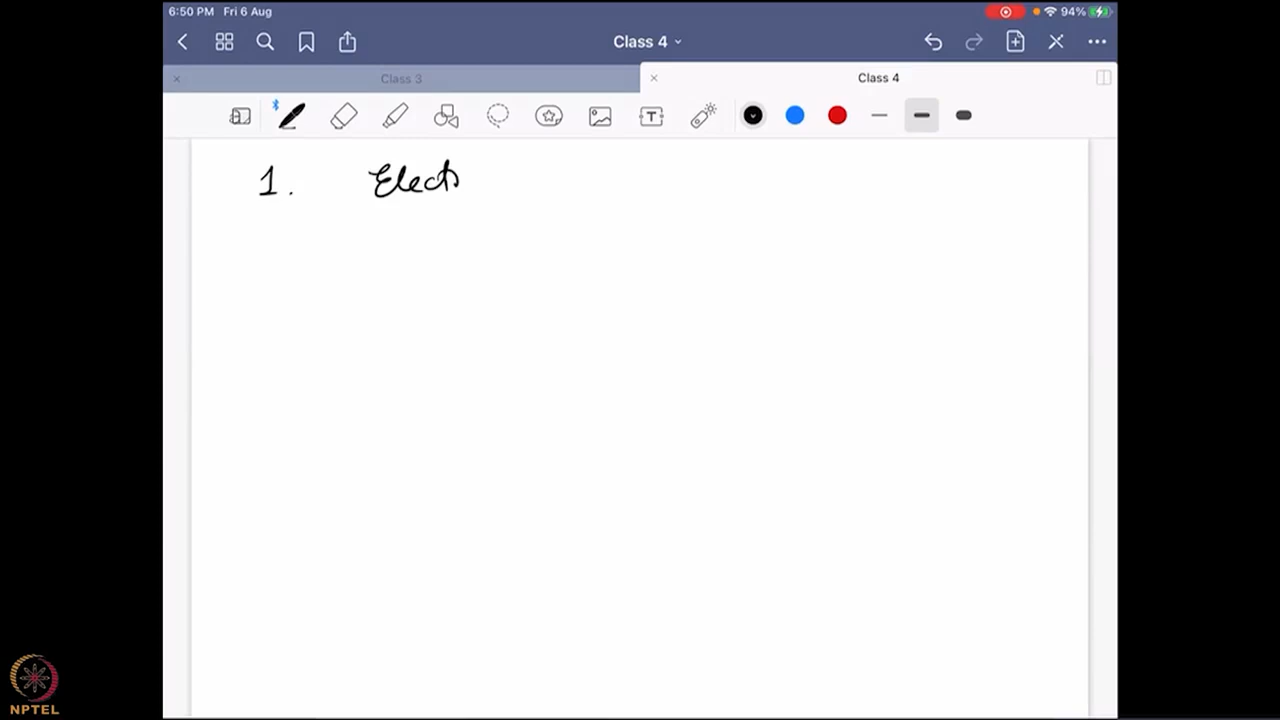 6:50 PM Fri 6 Aug 94%
Class 4
Class 3 Class 4
T
1. Elect
NPTEL